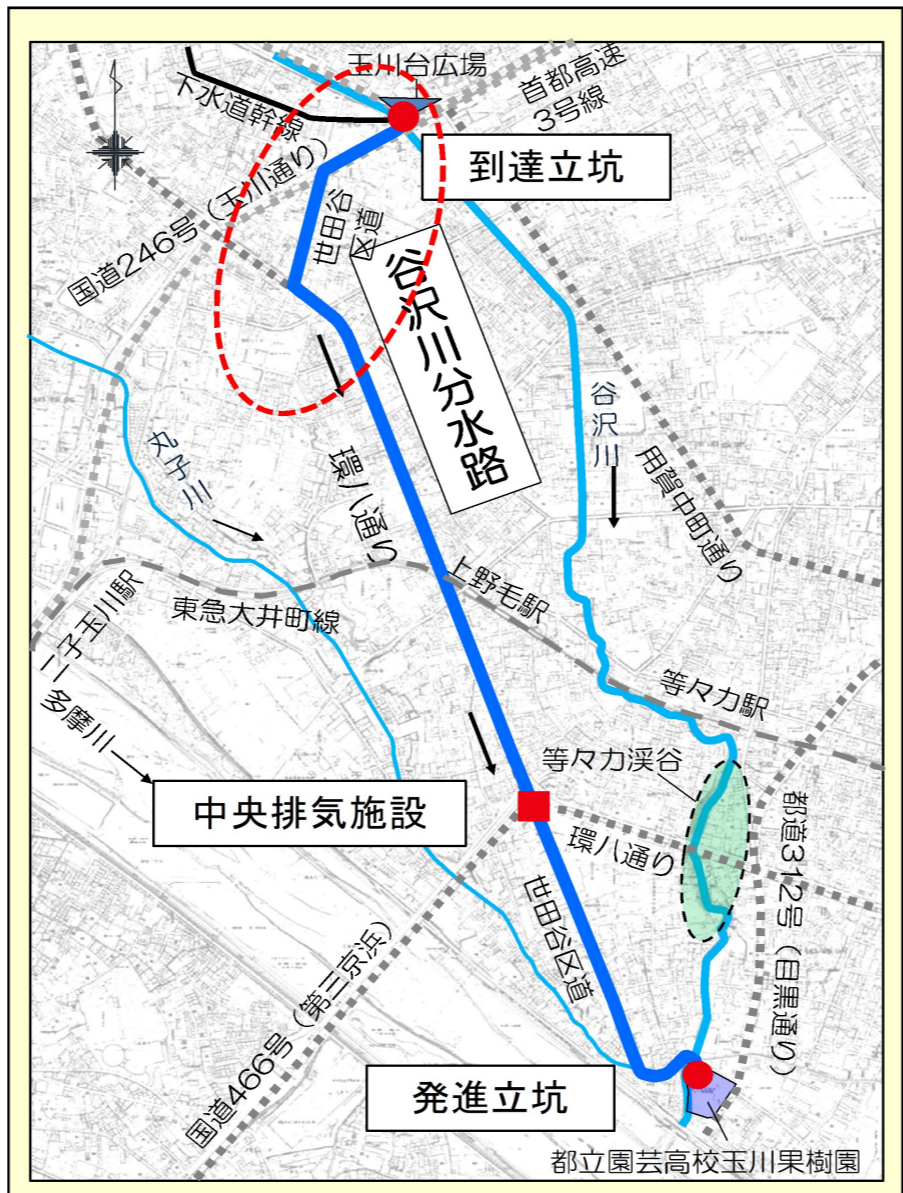 玉川台広場
首都高速
3号線
下水道幹線
到達立坑
国道246号（玉川通り）
世田谷
区道
谷沢川分水路
谷沢川
丸子川
環八通り
用賀中町通り
上野毛駅
東急大井町線
二子玉川駅
多摩川
等々力駅
等々力渓谷
中央排気施設
環八通り
都道312号（目黒通り）
世田谷区道
国道466号（第三京浜）
発進立坑
都立園芸高校玉川果樹園